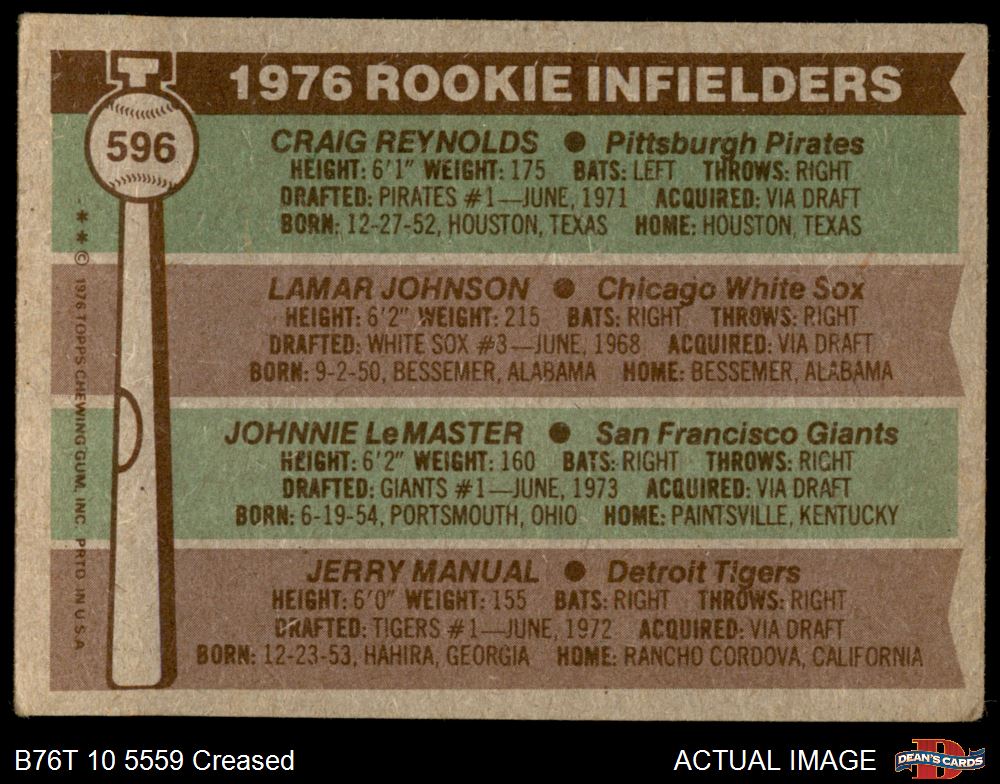 1976 ROOKIE INFIELDERS
T
596
CRAIG REYNOLDS ● Pittsburgh Pirates
HEIGHT: 6'1" WEIGHT: 175 BATS: LEFT THROWS: RIGHT
DRAFTED: PIRATES #1—JUNE, 1971 ACQUIRED: VIA DRAFT
BORN: 12-27-52, HOUSTON, TEXAS HOME: HOUSTON, TEXAS
LAMAR JOHNSON ● Chicago White Sox
HEIGHT: 6'2" WEIGHT: 215 BATS: RIGHT THROWS: RIGHT
DRAFTED: WHITE SOX #3—JUNE, 1968 ACQUIRED: VIA DRAFT
BORN: 9-2-50, BESSEMER, ALABAMA HOME: BESSEMER, ALABAMA
JOHNNIE LeMASTER ● San Francisco Giants
HEIGHT: 6'2" WEIGHT: 160 BATS: RIGHT THROWS: RIGHT
DRAFTED: GIANTS #1—JUNE, 1973 ACQUIRED: VIA DRAFT
BORN: 6-19-54, PORTSMOUTH, OHIO HOME: PAINTSVILLE, KENTUCKY
JERRY MANUAL ● Detroit Tigers
HEIGHT: 6'0" WEIGHT: 155 BATS: RIGHT THROWS: RIGHT
DRAFTED: TIGERS #1—JUNE, 1972 ACQUIRED: VIA DRAFT
BORN: 12-23-53, HAHIRA, GEORGIA HOME: RANCHO CORDOVA, CALIFORNIA
** © 1976 TOPPS CHEWING GUM, INC. PRTD. IN U.S.A.
B76T 10 5559 Creased
ACTUAL IMAGE
D
DEAN'S CARDS